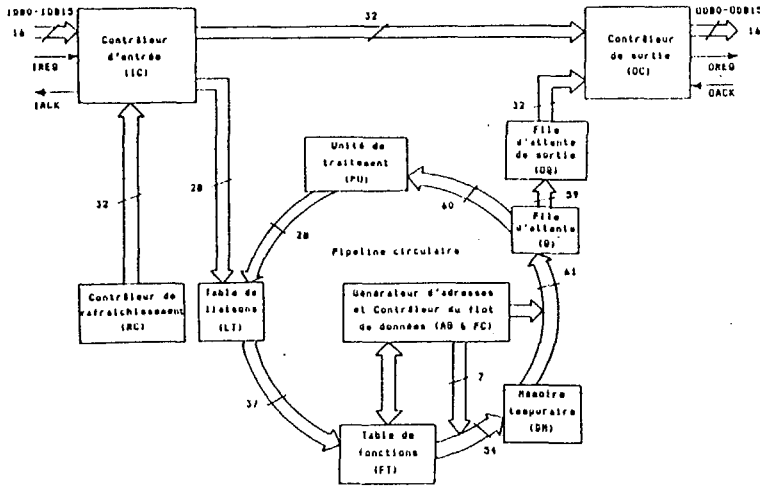 IDB0-IDB15
16
IREQ
IACK
Contrôleur
d'entrée
(IC)
32
Contrôleur
de sortie
(OC)
ODB0-ODB15
16
OREQ
OACK
32
File
d'attente
de sortie
(OQ)
59
File
d'attente
(Q)
Unité de
traitement
(PU)
60
28
28
32
Pipeline circulaire
61
Contrôleur de
rafraîchissement
(RC)
Table de
liaisons
(LT)
Générateur d'adresses
et Contrôleur du flot
de données (AG & FC)
7
37
Table de
fonctions
(FT)
54
Mémoire
temporaire
(DM)